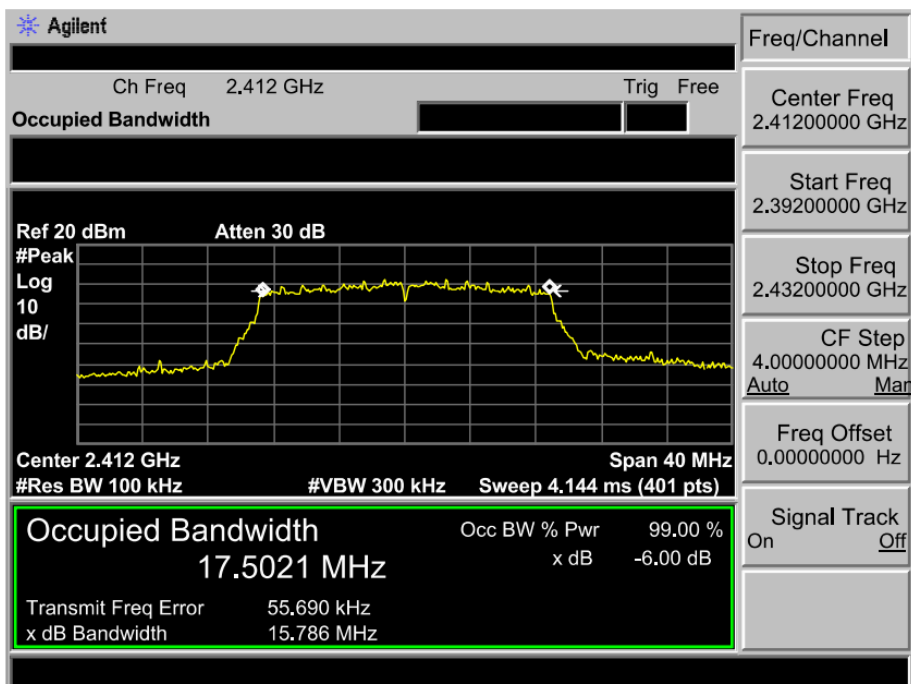 Agilent
Freq/Channel
Ch Freq 2.412 GHz Trig Free
Occupied Bandwidth
Center Freq
2.41200000 GHz
Start Freq
2.39200000 GHz
Stop Freq
2.43200000 GHz
CF Step
4.00000000 MHz
Auto Man
Freq Offset
0.00000000 Hz
Signal Track
On Off
Ref 20 dBm Atten 30 dB
#Peak
Log
10
dB/
Center 2.412 GHz Span 40 MHz
#Res BW 100 kHz #VBW 300 kHz Sweep 4.144 ms (401 pts)
Occupied Bandwidth
17.5021 MHz
Occ BW % Pwr 99.00 %
x dB -6.00 dB
Transmit Freq Error 55.690 kHz
x dB Bandwidth 15.786 MHz